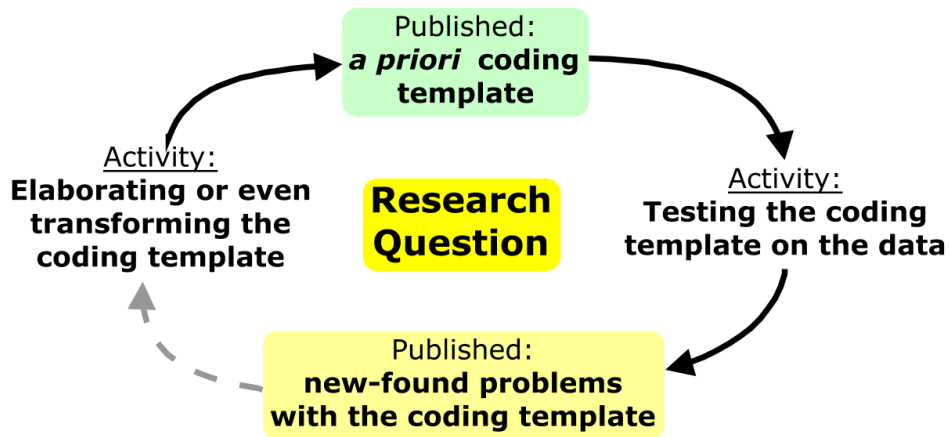 Published:
a priori coding
template
Activity:
Elaborating or even
transforming the
coding template
Research
Question
Activity:
Testing the coding
template on the data
Published:
new-found problems
with the coding template